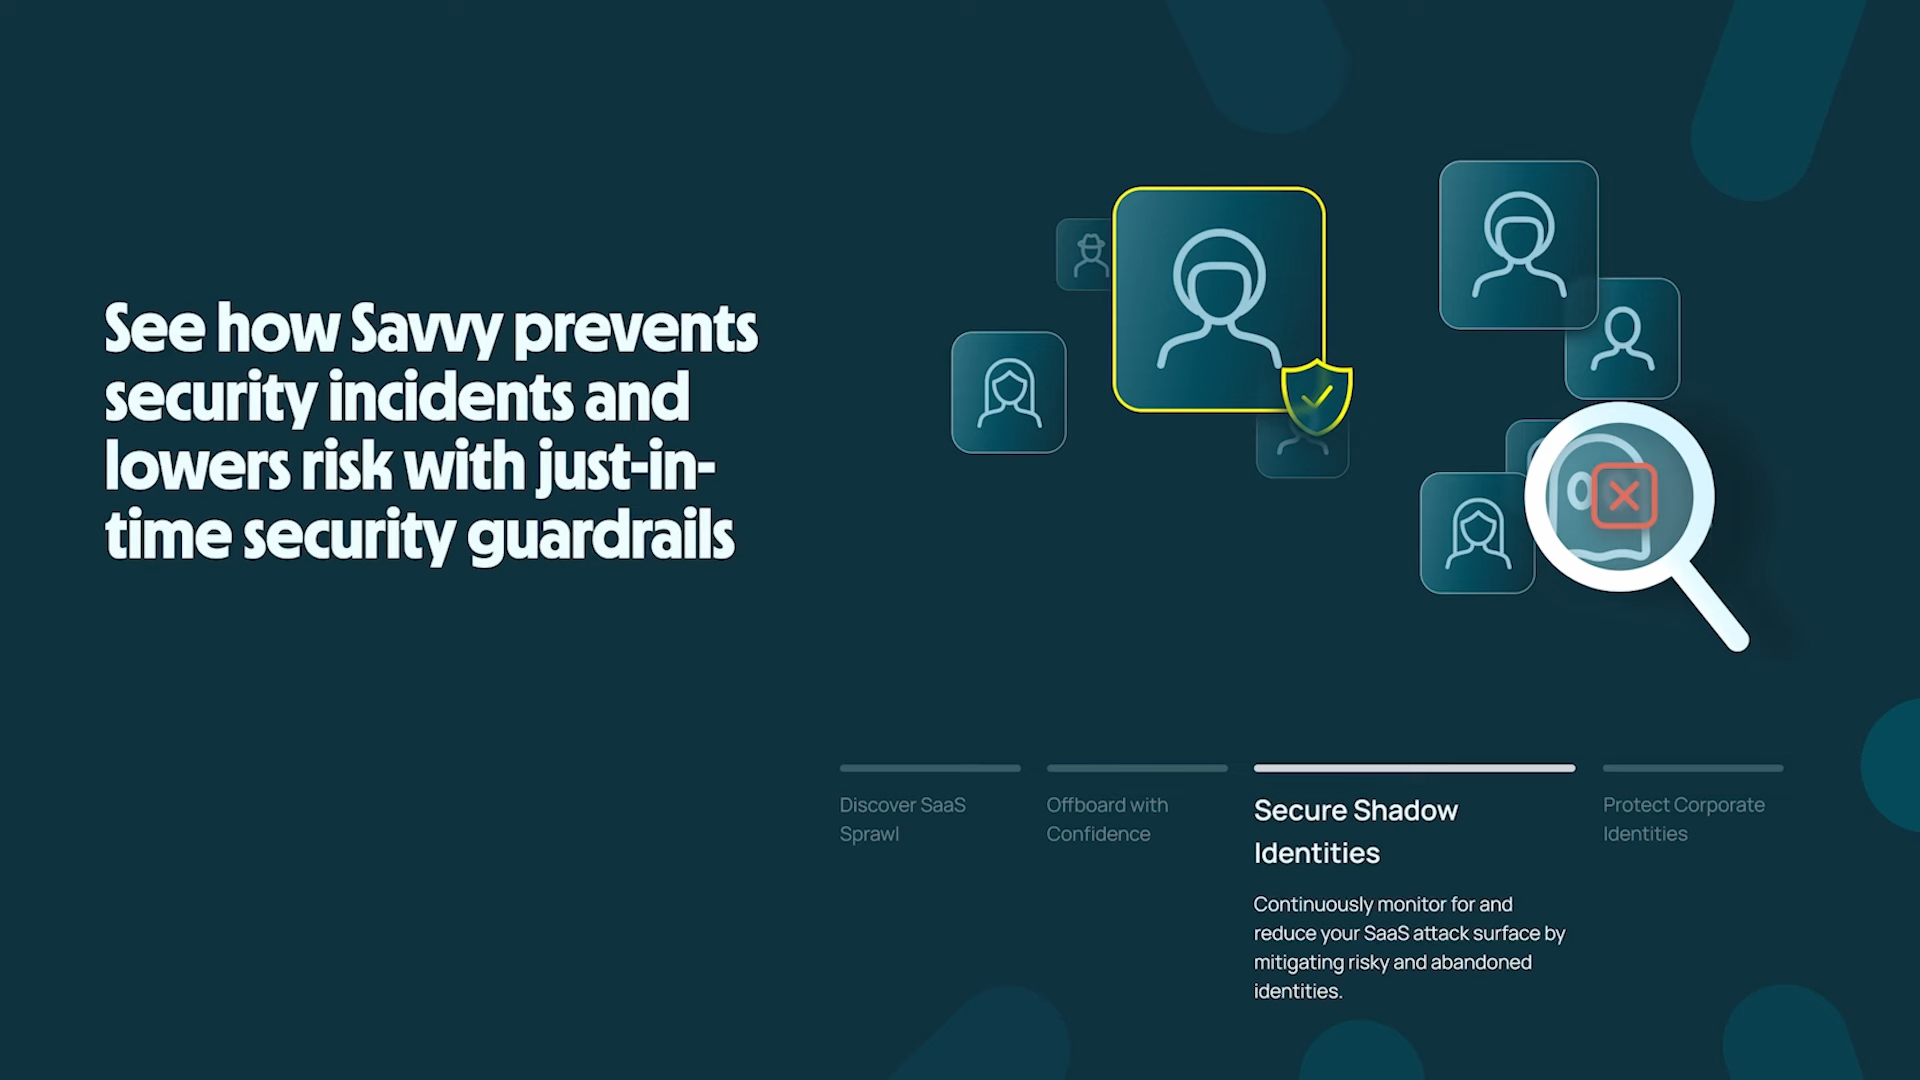 See how Savvy prevents
security incidents and
lowers risk with just-in-
time security guardrails
Discover SaaS
Sprawl
Offboard with
Confidence
Secure Shadow
Identities
Continuously monitor for and
reduce your SaaS attack surface by
mitigating risky and abandoned
identities.
Protect Corporate
Identities